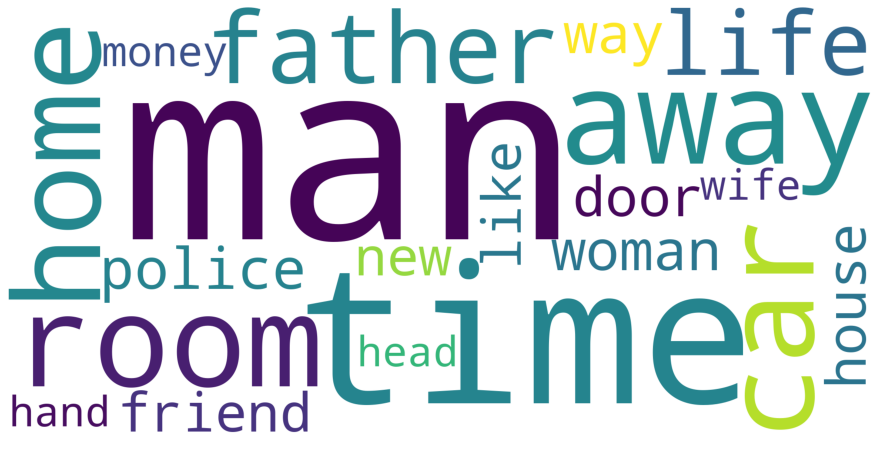 money
father
way
life
home
man
away
like
door
wife
police
new
woman
car
house
room
time
head
hand
friend